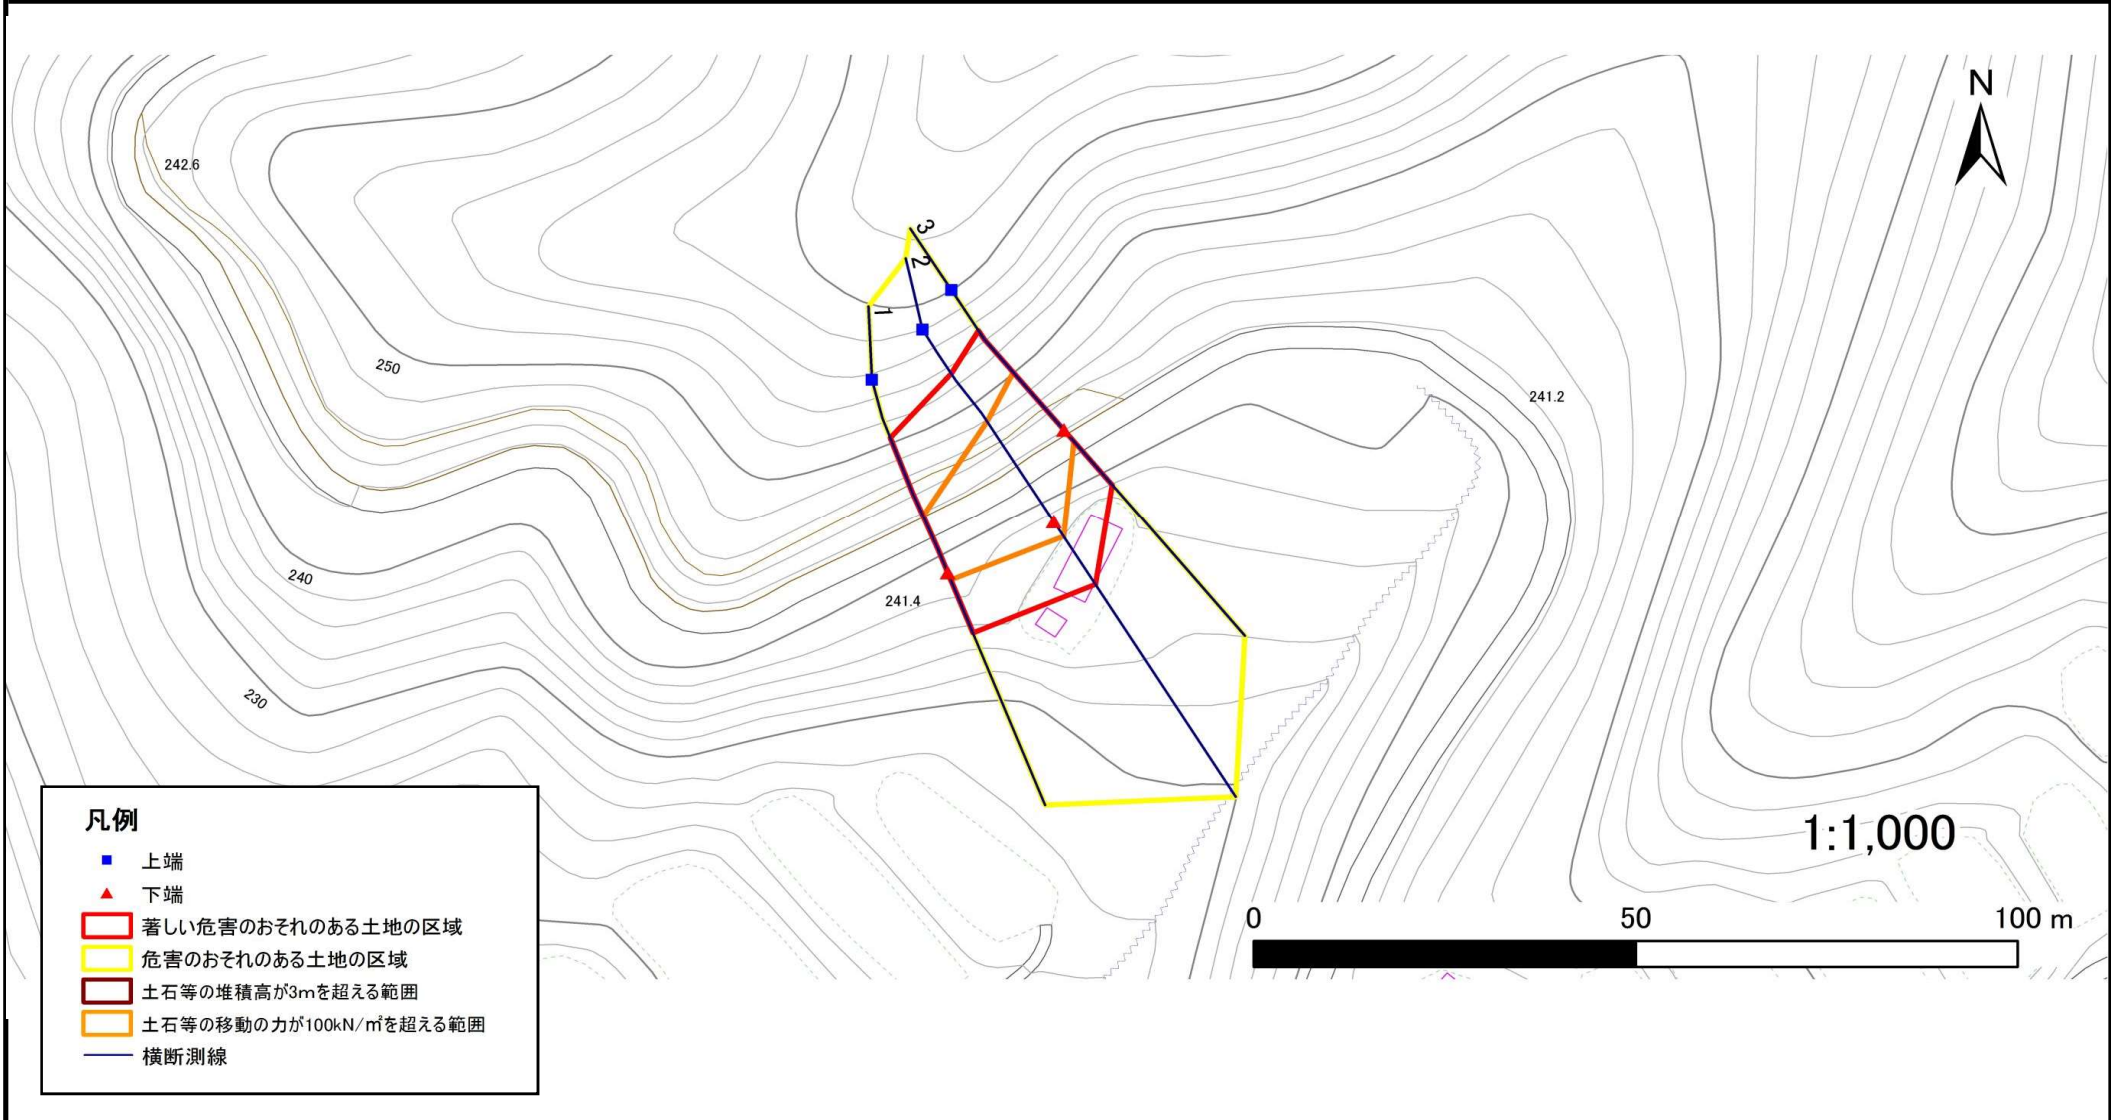 N
242.6
3
2
1
250
241.2
240
241.4
230
1:1,000
0 50 100 m
凡例
上端
下端
著しい危害のおそれのある土地の区域
危害のおそれのある土地の区域
土石等の堆積高が3mを超える範囲
土石等の移動の力が100kN/㎡を超える範囲
横断測線